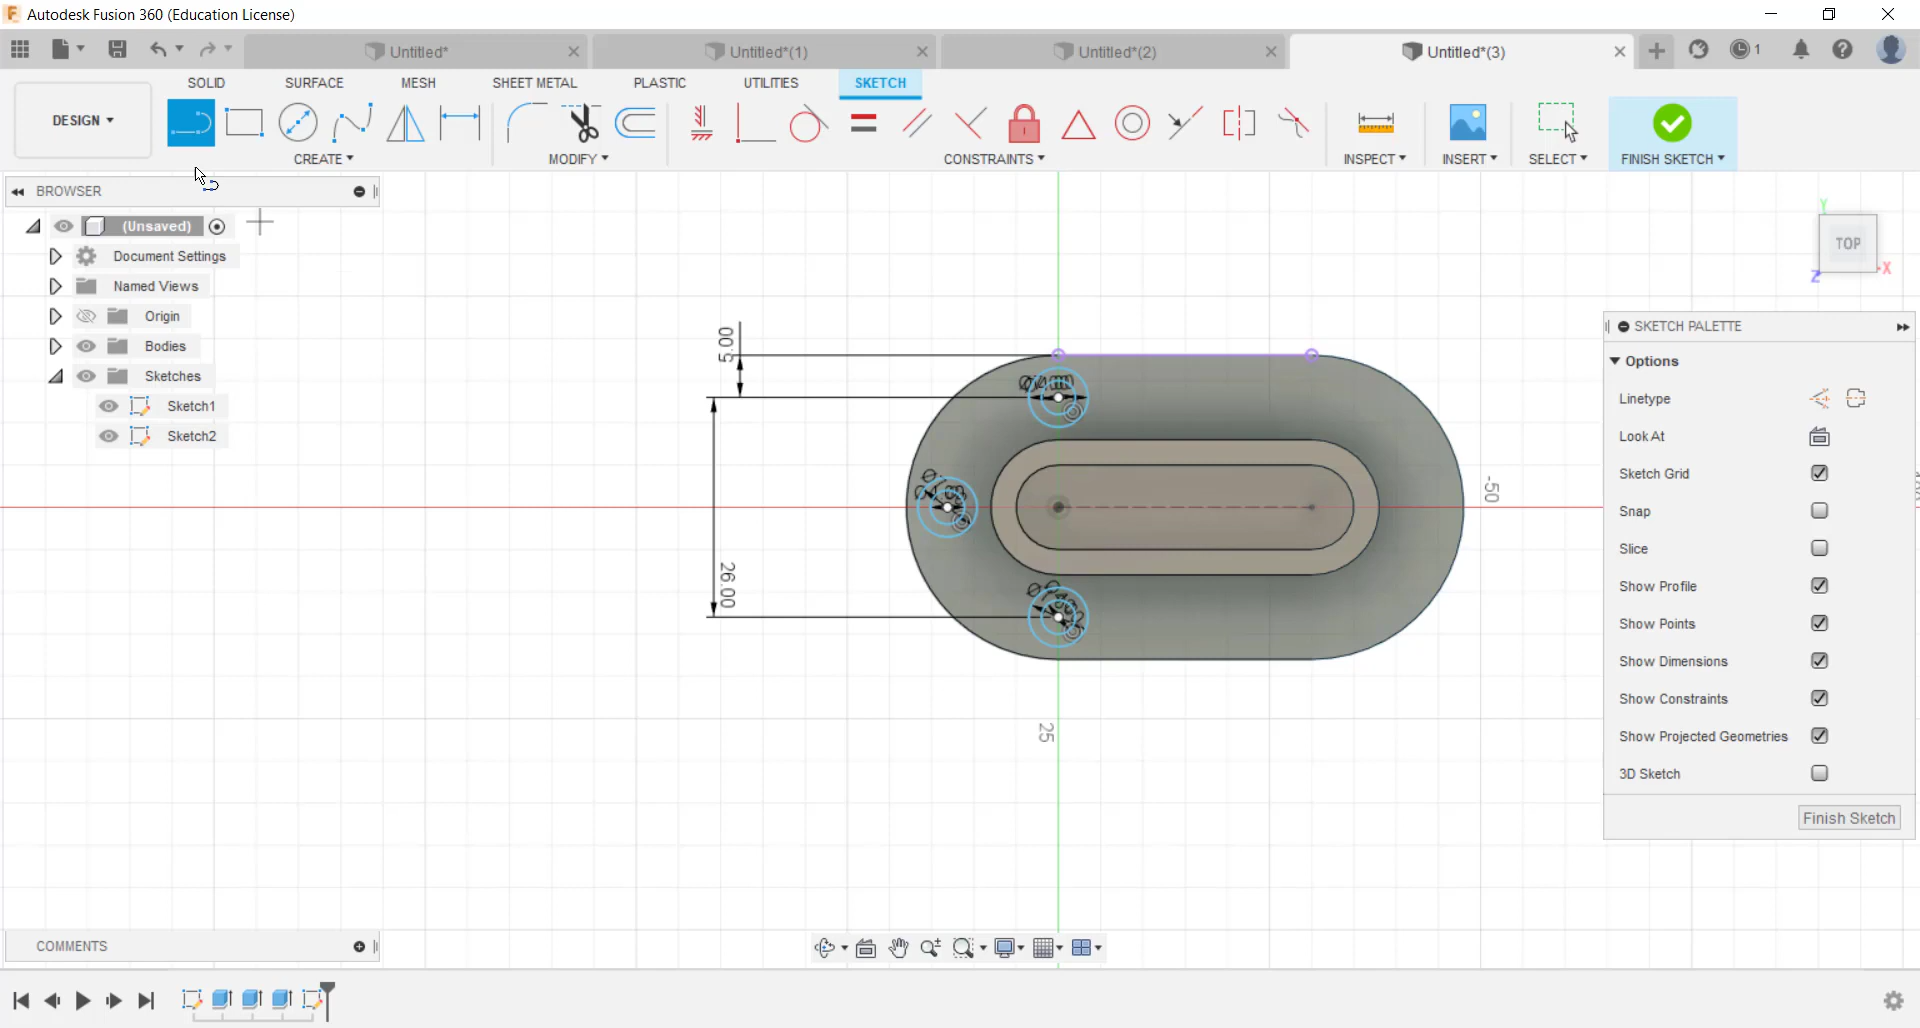 Autodesk Fusion 360 (Education License)
Untitled*
Untitled*(1)
Untitled*(2)
Untitled*(3)
1
SOLID
SURFACE
MESH
SHEET METAL
PLASTIC
UTILITIES
SKETCH
DESIGN
CREATE
MODIFY
CONSTRAINTS
INSPECT
INSERT
SELECT
FINISH SKETCH
BROWSER
(Unsaved)
Document Settings
Named Views
Origin
Bodies
Sketches
Sketch1
Sketch2
5.00
26.00
-50
25
Y
TOP
X
Z
SKETCH PALETTE
Options
Linetype
Look At
Sketch Grid
Snap
Slice
Show Profile
Show Points
Show Dimensions
Show Constraints
Show Projected Geometries
3D Sketch
Finish Sketch
COMMENTS